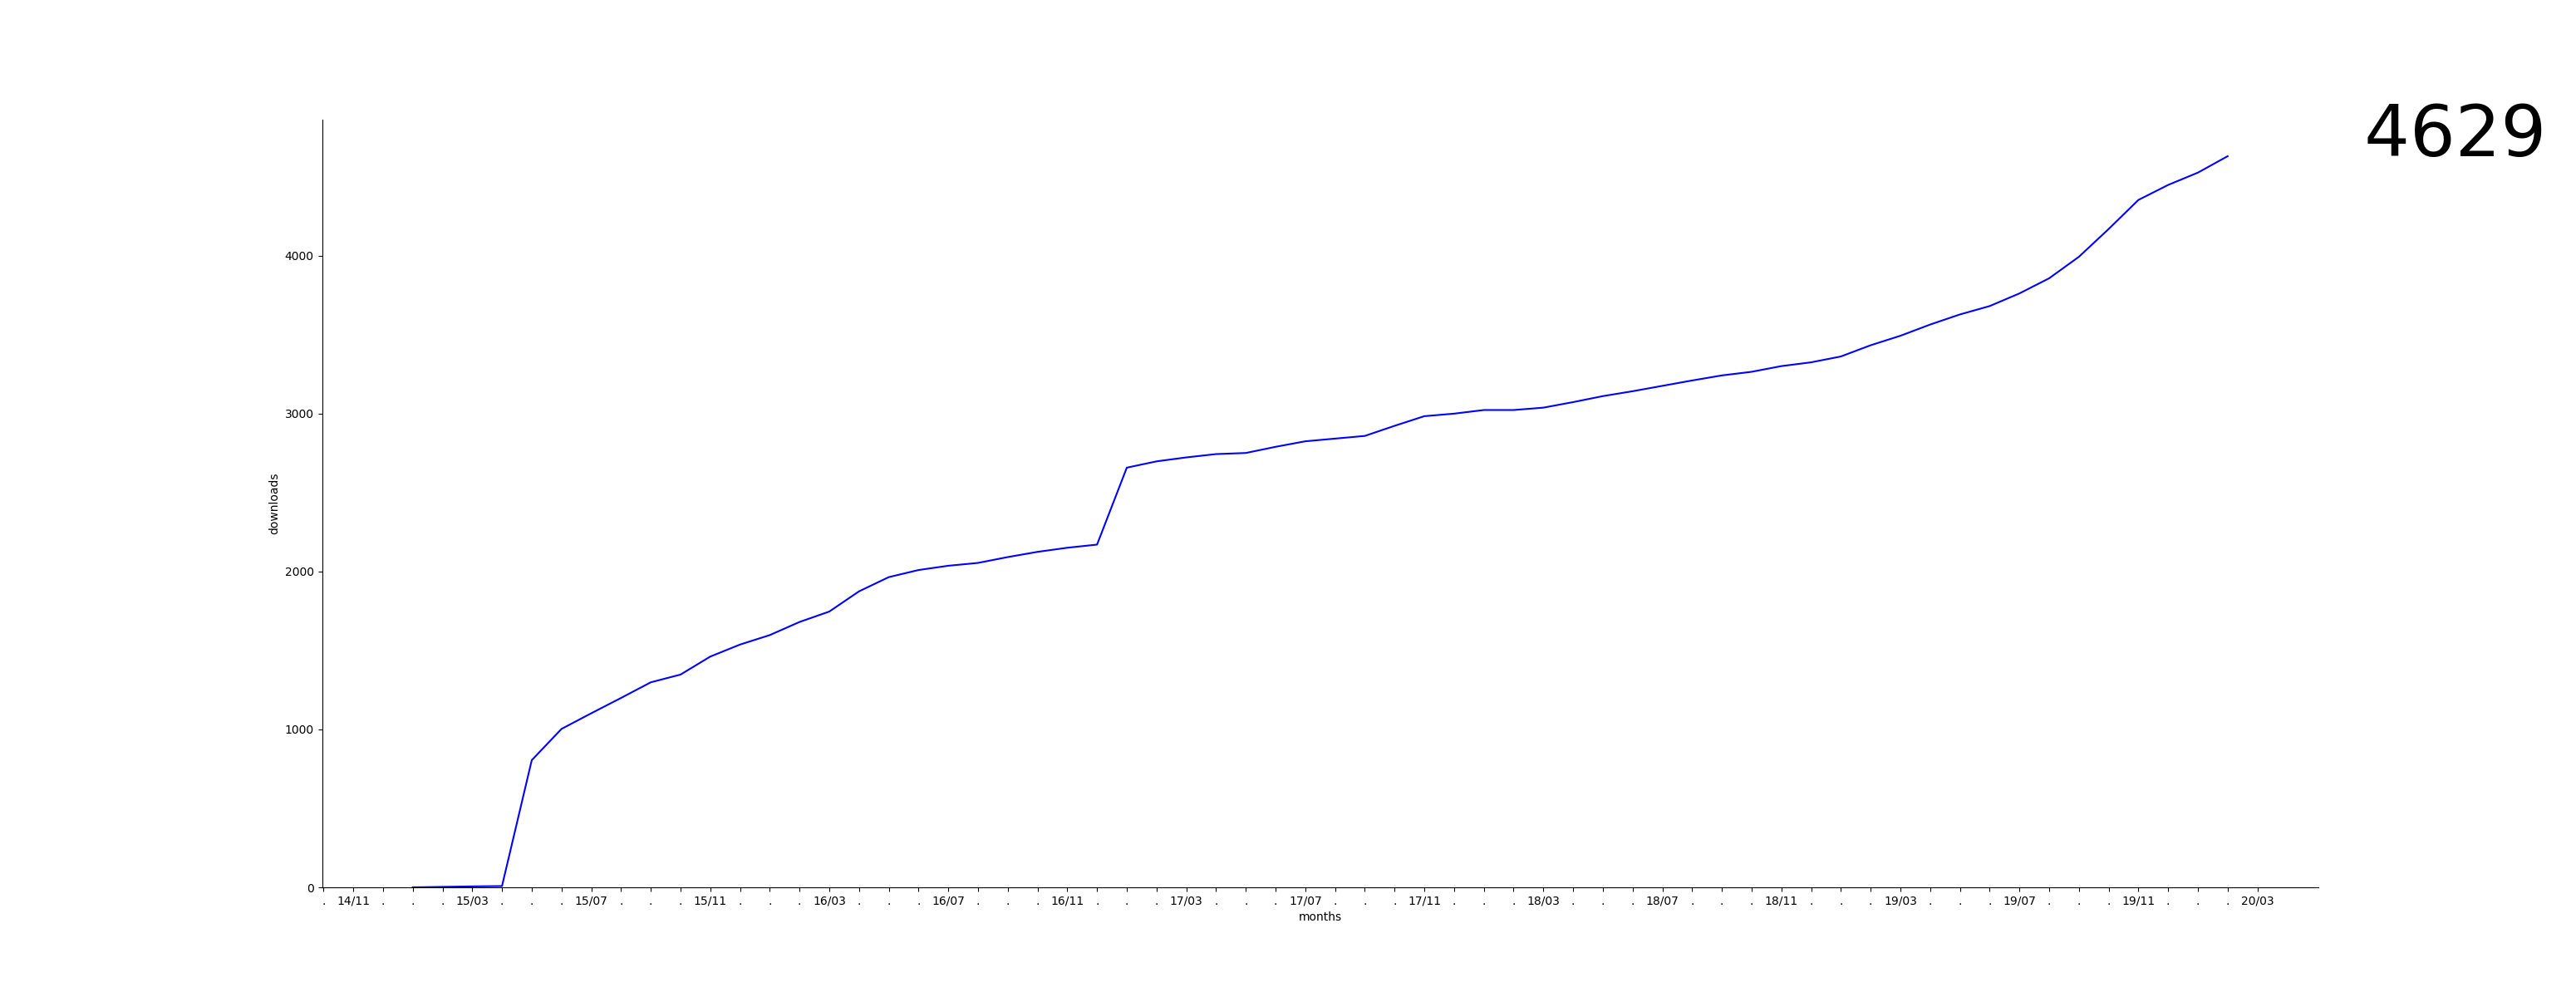 4629
4000
3000
2000
1000
0
downloads
. 14/11 . . . 15/03 . . . 15/07 . . . 15/11 . . . 16/03 . . . 16/07 . . . 16/11 . . . 17/03 . . . 17/07 . . . 17/11 . . . 18/03 . . . 18/07 . . . 18/11 . . . 19/03 . . . 19/07 . . . 19/11 . . . 20/03
months